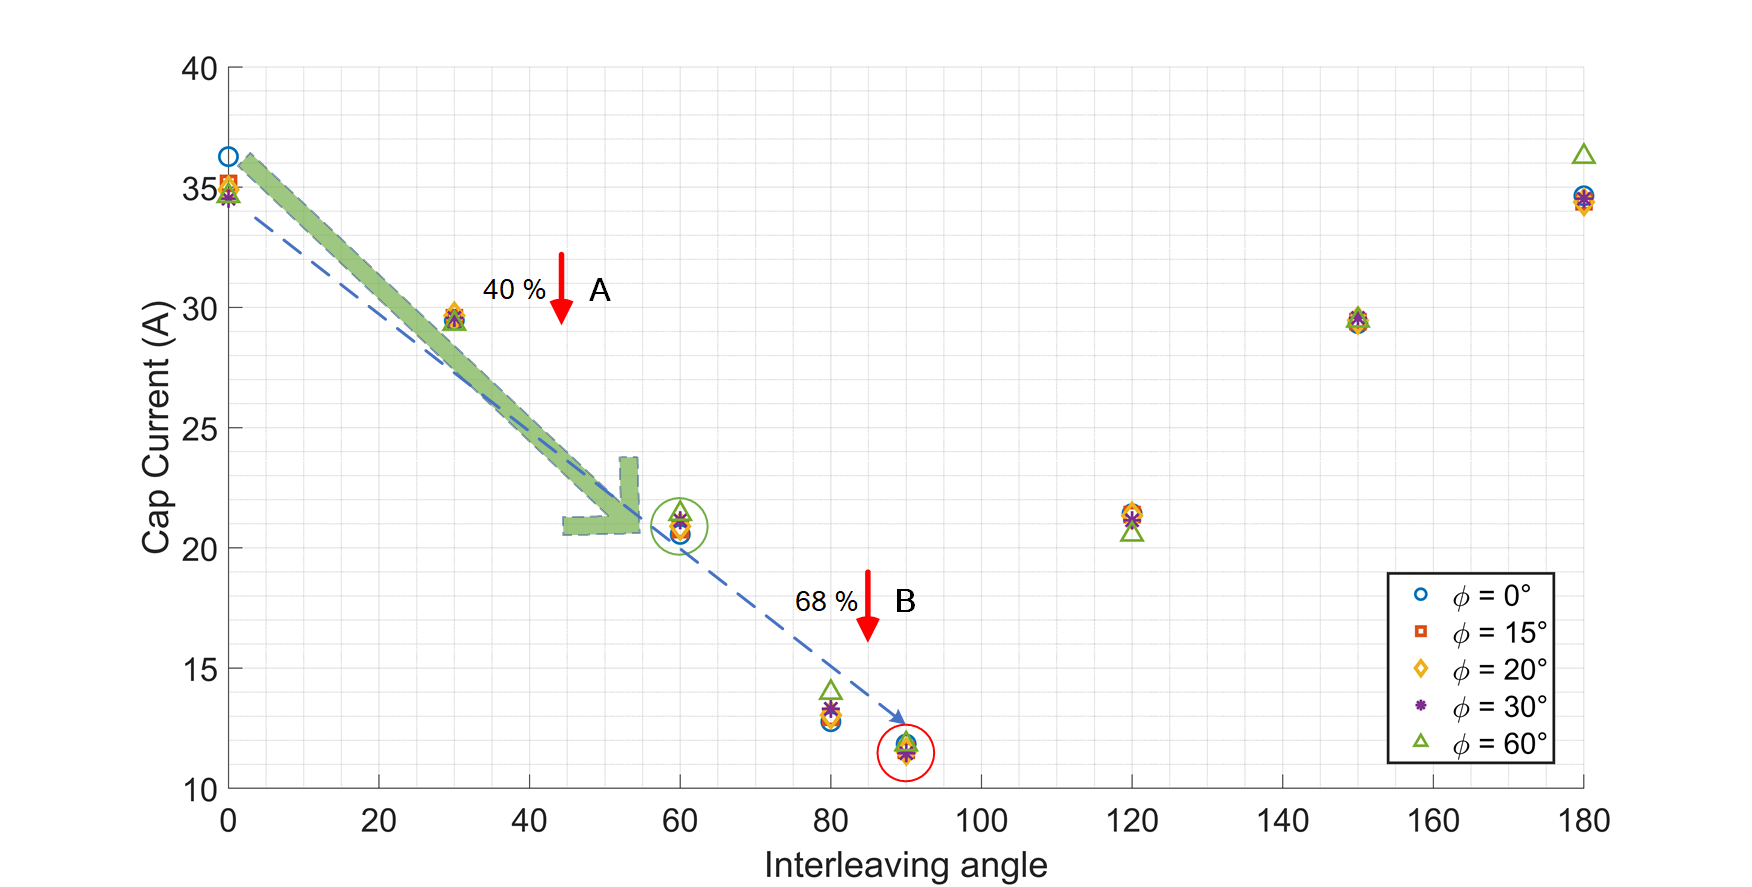 40
35
30
25
20
15
10
Cap Current (A)
40 %
A
68 %
B
ϕ = 0°
ϕ = 15°
ϕ = 20°
ϕ = 30°
ϕ = 60°
0 20 40 60 80 100 120 140 160 180
Interleaving angle